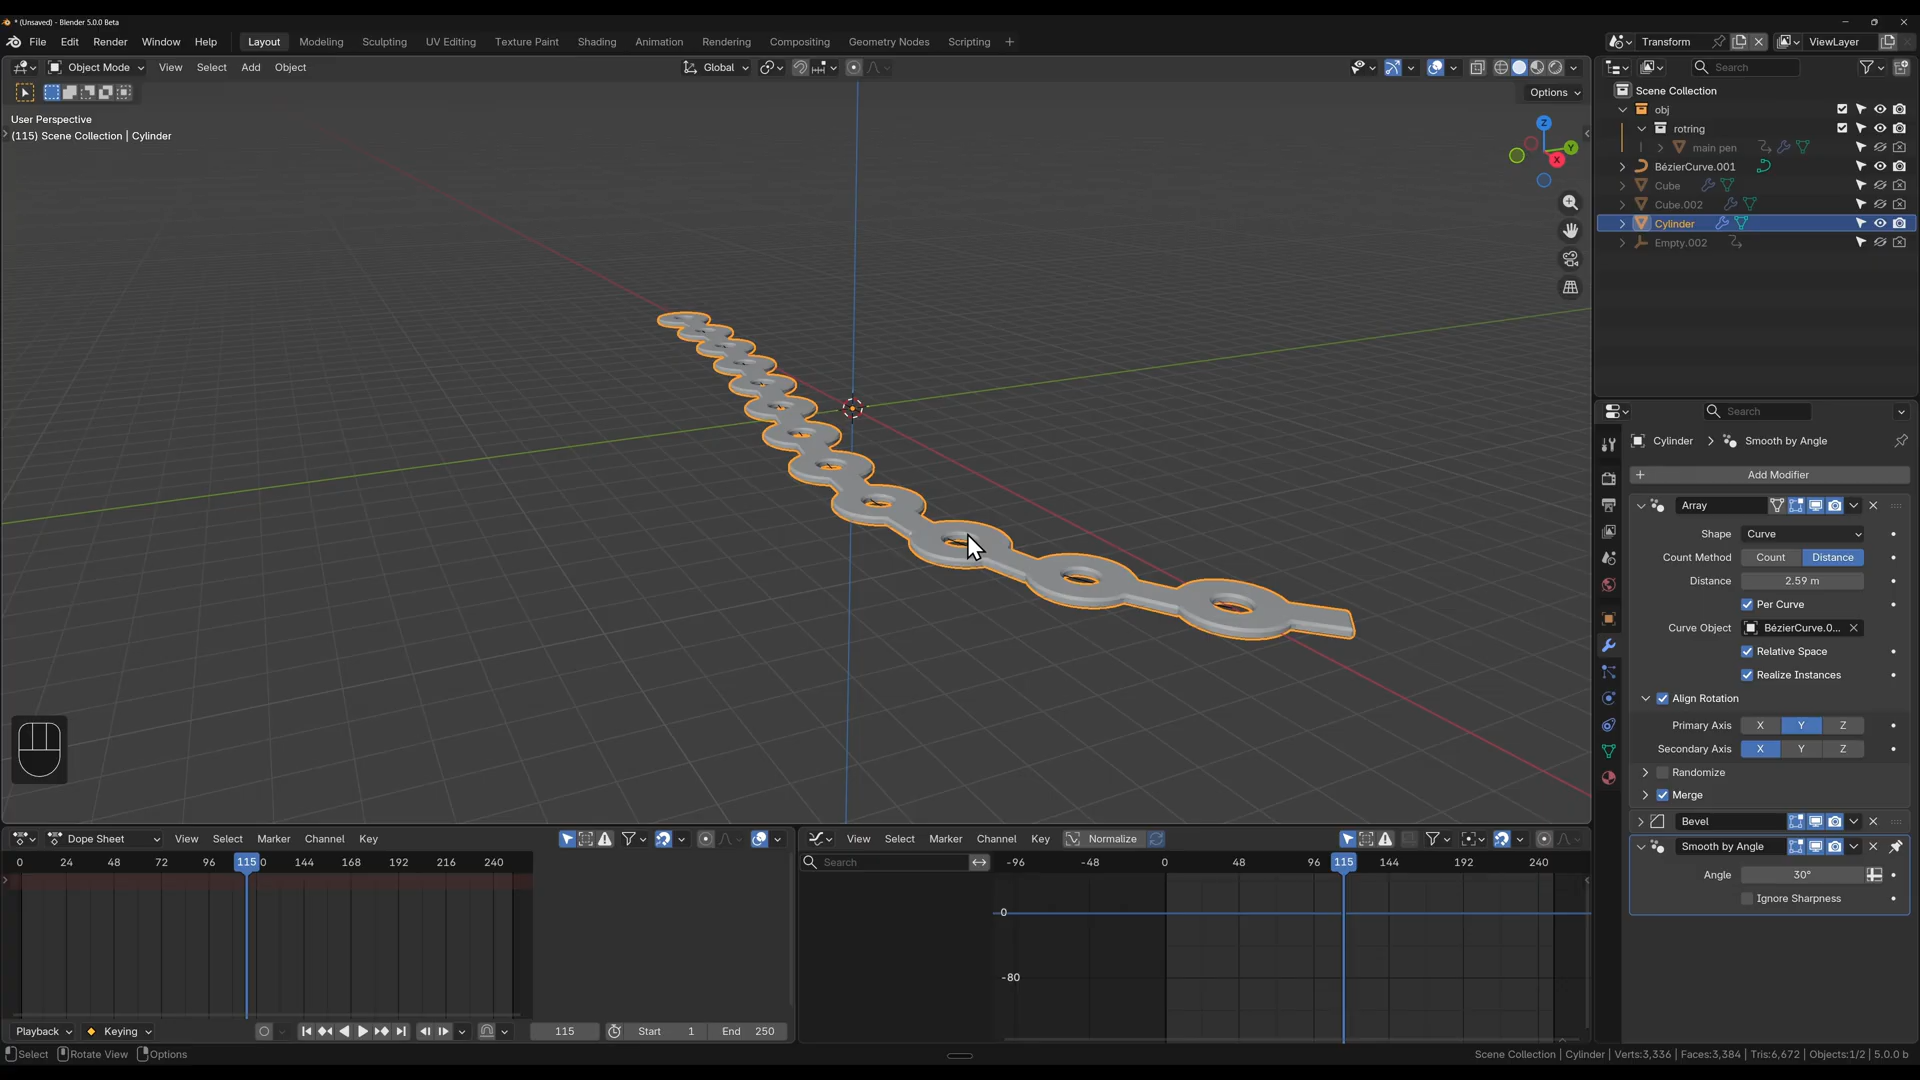 * (Unsaved) - Blender 5.0.0 Beta
File Edit Render Window Help Layout Modeling Sculpting UV Editing Texture Paint Shading Animation Rendering Compositing Geometry Nodes Scripting
Transform ViewLayer
Object Mode View Select Add Object Global
Search
Options
User Perspective
(115) Scene Collection | Cylinder
Z
Y
X
Scene Collection
obj
rotring
main pen
BézierCurve.001
Cube
Cube.002
Cylinder
Empty.002
Search
Cylinder > Smooth by Angle
Add Modifier
Array
Shape Curve
Count Method Count Distance
Distance 2.59 m
Per Curve
Curve Object BézierCurve.0...
Relative Space
Realize Instances
Align Rotation
Primary Axis X Y Z
Secondary Axis X Y Z
Randomize
Merge
Bevel
Smooth by Angle
Angle 30°
Ignore Sharpness
Dope Sheet View Select Marker Channel Key
0 24 48 72 96 115 0 144 168 192 216 240
View Select Marker Channel Key Normalize
Search
-96 -48 0 48 96 115 144 192 240
0
-80
Playback Keying 115 Start 1 End 250
Select Rotate View Options
Scene Collection | Cylinder | Verts:3,336 | Faces:3,384 | Tris:6,672 | Objects:1/2 | 5.0.0 b